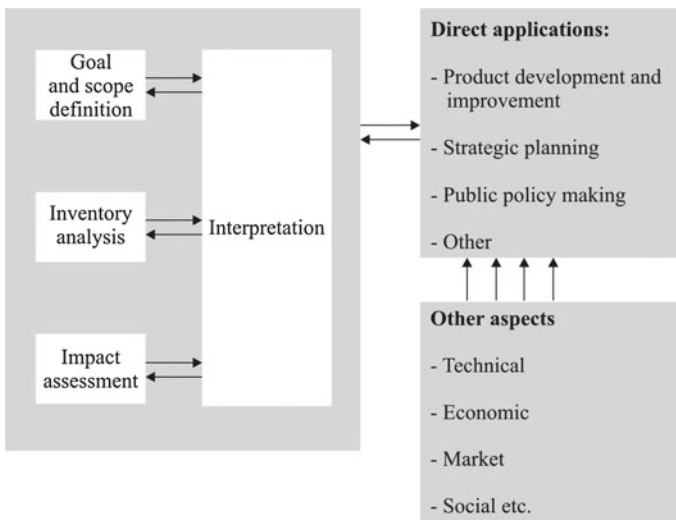 Goal
and scope
definition
Inventory
analysis
Impact
assessment
Interpretation
Direct applications:
- Product development and
improvement
- Strategic planning
- Public policy making
- Other
Other aspects
- Technical
- Economic
- Market
- Social etc.